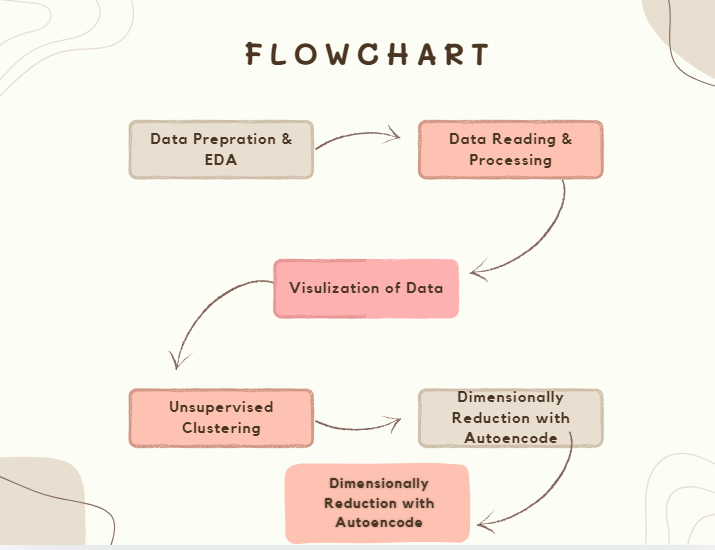 FLOWCHART
Data Prepration &
EDA
Data Reading &
Processing
Visulization of Data
Unsupervised
Clustering
Dimensionally
Reduction with
Autoencode
Dimensionally
Reduction with
Autoencode